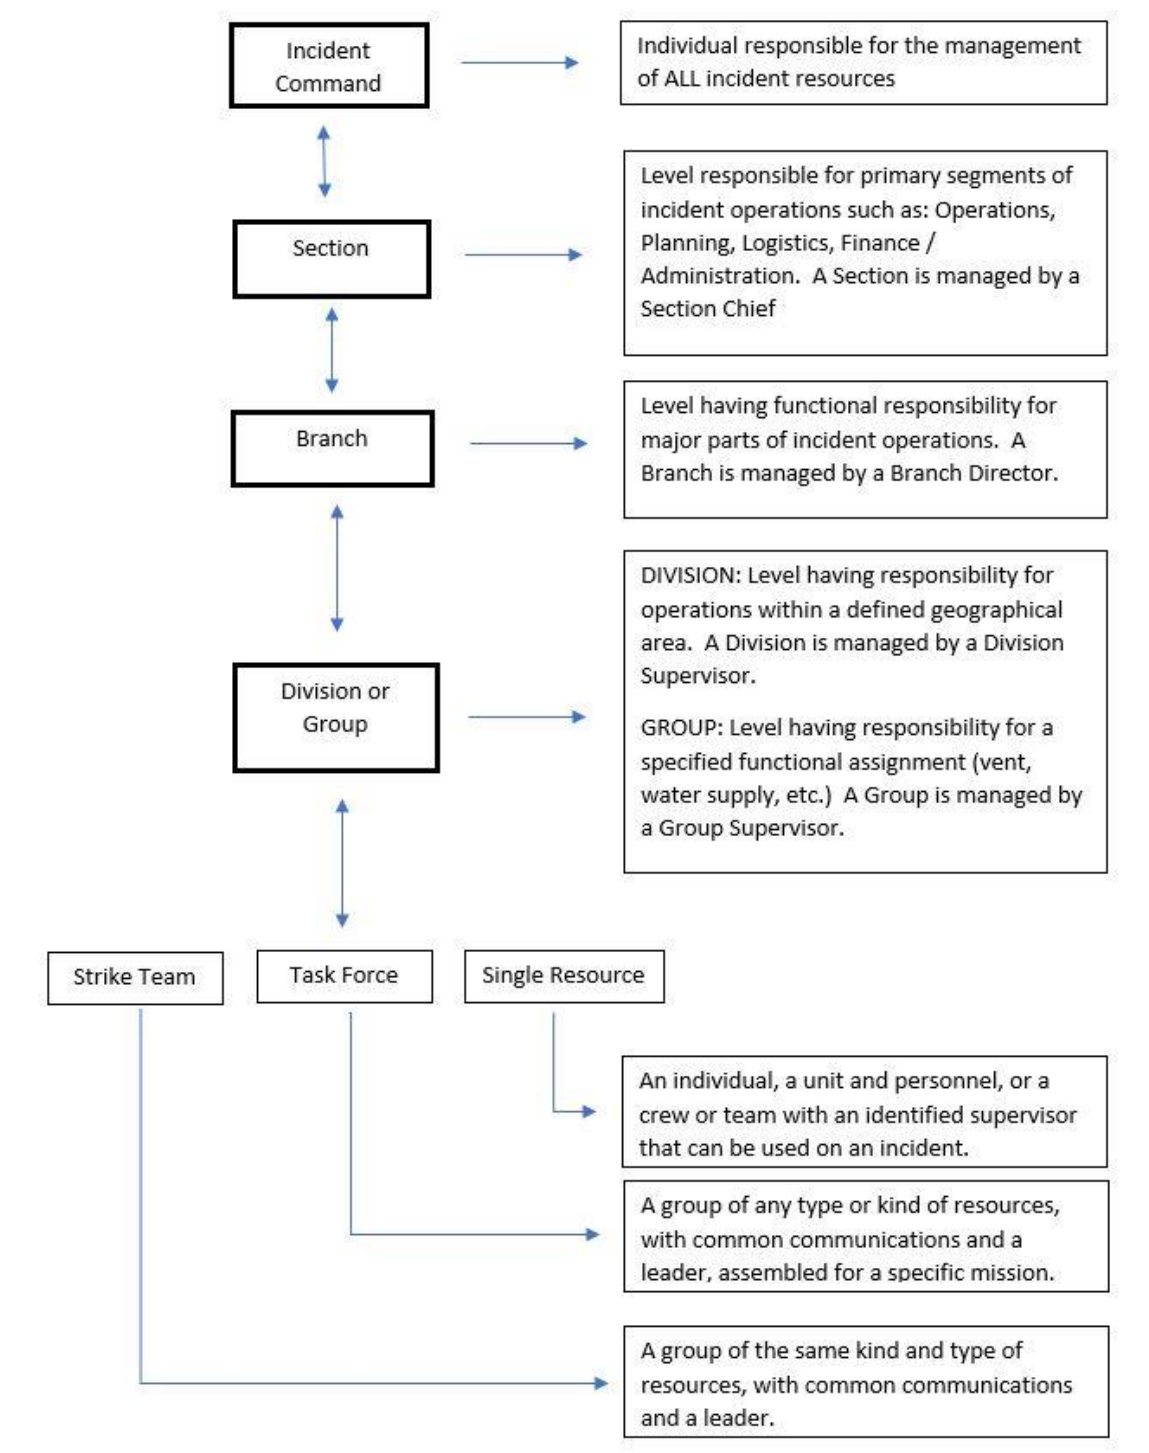 Incident
Command
Individual responsible for the management
of ALL incident resources
Section
Level responsible for primary segments of
incident operations such as: Operations,
Planning, Logistics, Finance /
Administration.  A Section is managed by a
Section Chief
Branch
Level having functional responsibility for
major parts of incident operations.  A
Branch is managed by a Branch Director.
Division or
Group
DIVISION: Level having responsibility for
operations within a defined geographical
area.  A Division is managed by a Division
Supervisor.
GROUP: Level having responsibility for a
specified functional assignment (vent,
water supply, etc.)  A Group is managed by
a Group Supervisor.
Strike Team
Task Force
Single Resource
An individual, a unit and personnel, or a
crew or team with an identified supervisor
that can be used on an incident.
A group of any type or kind of resources,
with common communications and a
leader, assembled for a specific mission.
A group of the same kind and type of
resources, with common communications
and a leader.